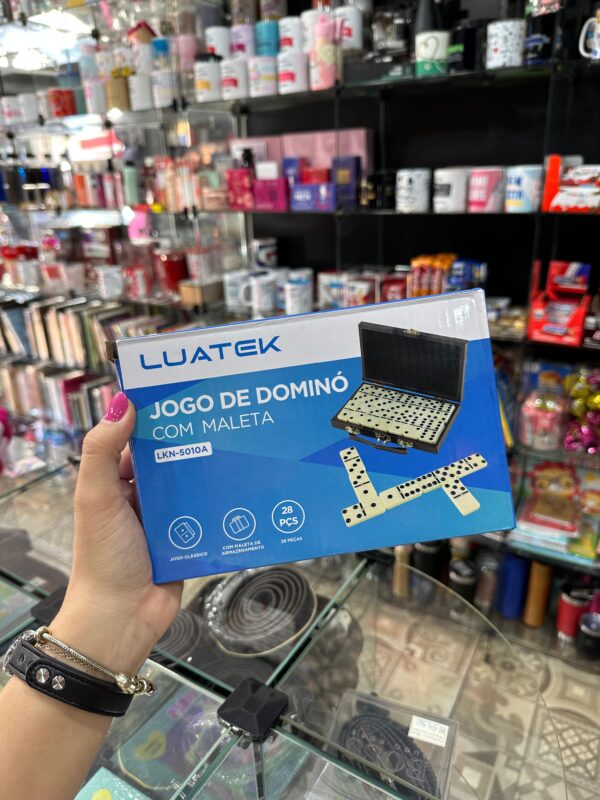 LUATEK
JOGO DE DOMINÓ
COM MALETA
LKN-5010A
28
PÇS
JOGO CLÁSSICO
COM MALETA DE
ARMAZENAMENTO
28 PEÇAS